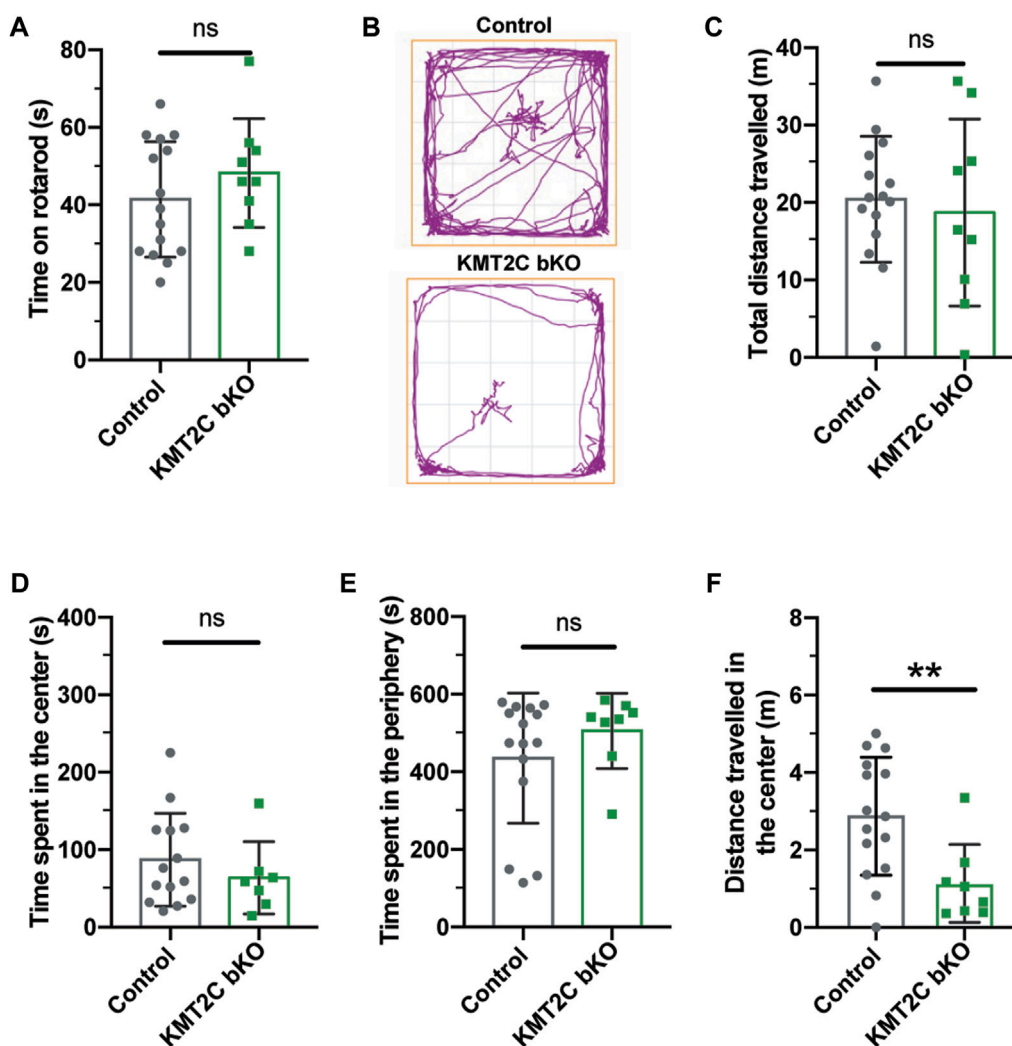 A
ns
Time on rotarod (s)
80
60
40
20
0
Control
KMT2C bKO
B
Control
KMT2C bKO
C
ns
Total distance travelled (m)
40
30
20
10
0
Control
KMT2C bKO
D
ns
Time spent in the center (s)
400
300
200
100
0
Control
KMT2C bKO
E
ns
Time spent in the periphery (s)
800
600
400
200
0
Control
KMT2C bKO
F
**
Distance travelled in
the center (m)
8
6
4
2
0
Control
KMT2C bKO